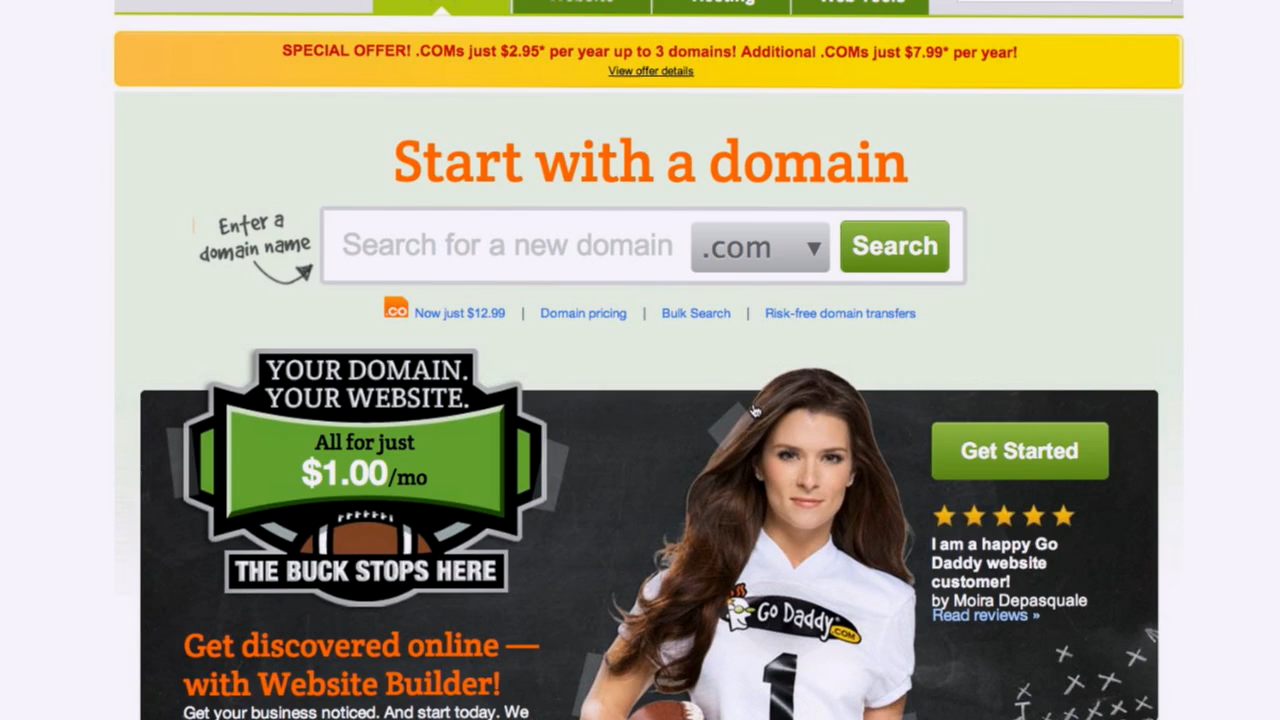 Website Hosting Web Tools
SPECIAL OFFER! .COMs just $2.95* per year up to 3 domains! Additional .COMs just $7.99* per year!
View offer details
Start with a domain
Enter a
domain name
Search for a new domain .com Search
.co Now just $12.99 | Domain pricing | Bulk Search | Risk-free domain transfers
YOUR DOMAIN.
YOUR WEBSITE.
All for just
$1.00/mo
THE BUCK STOPS HERE
Get Started
I am a happy Go
Daddy website
customer!
by Moira Depasquale
Read reviews »
Go Daddy
.COM
1
Get discovered online —
with Website Builder!
Get your business noticed. And start today. We